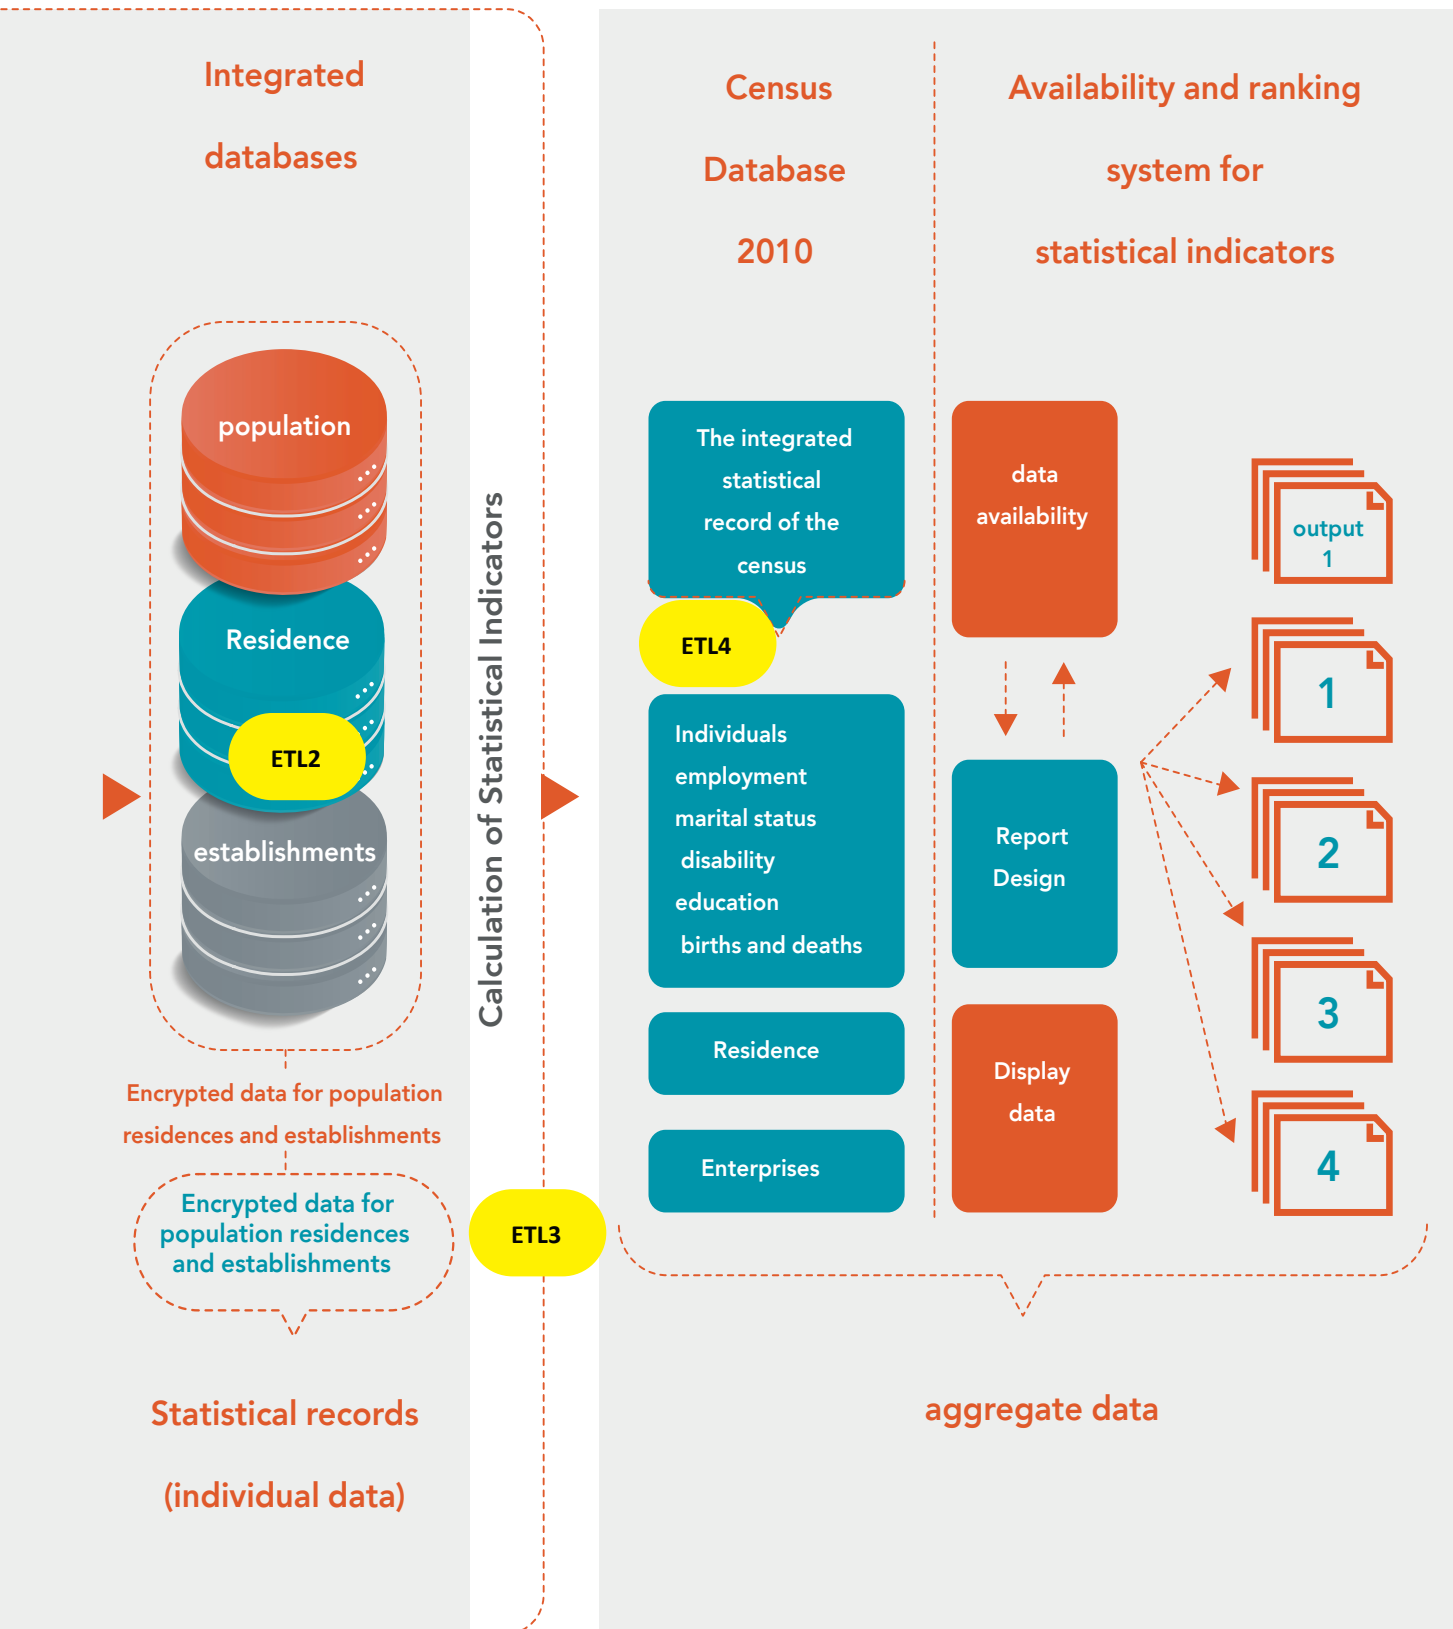 Integrated
databases
population
Residence
ETL2
establishments
Encrypted data for population
residences and establishments
Encrypted data for
population residences
and establishments
Statistical records
(individual data)
Calculation of Statistical Indicators
ETL3
Census
Database
2010
The integrated
statistical
record of the
census
ETL4
Individuals
employment
marital status
disability
education
births and deaths
Residence
Enterprises
Availability and ranking
system for
statistical indicators
data
availability
Report
Design
Display
data
output
1
1
2
3
4
aggregate data